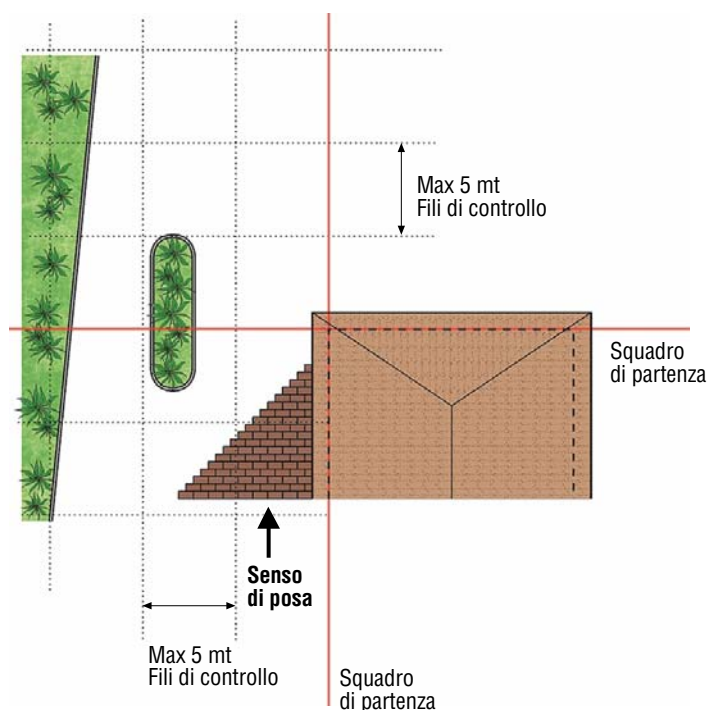 Max 5 mt
Fili di controllo
Squadro
di partenza
Senso
di posa
Max 5 mt
Fili di controllo
Squadro
di partenza